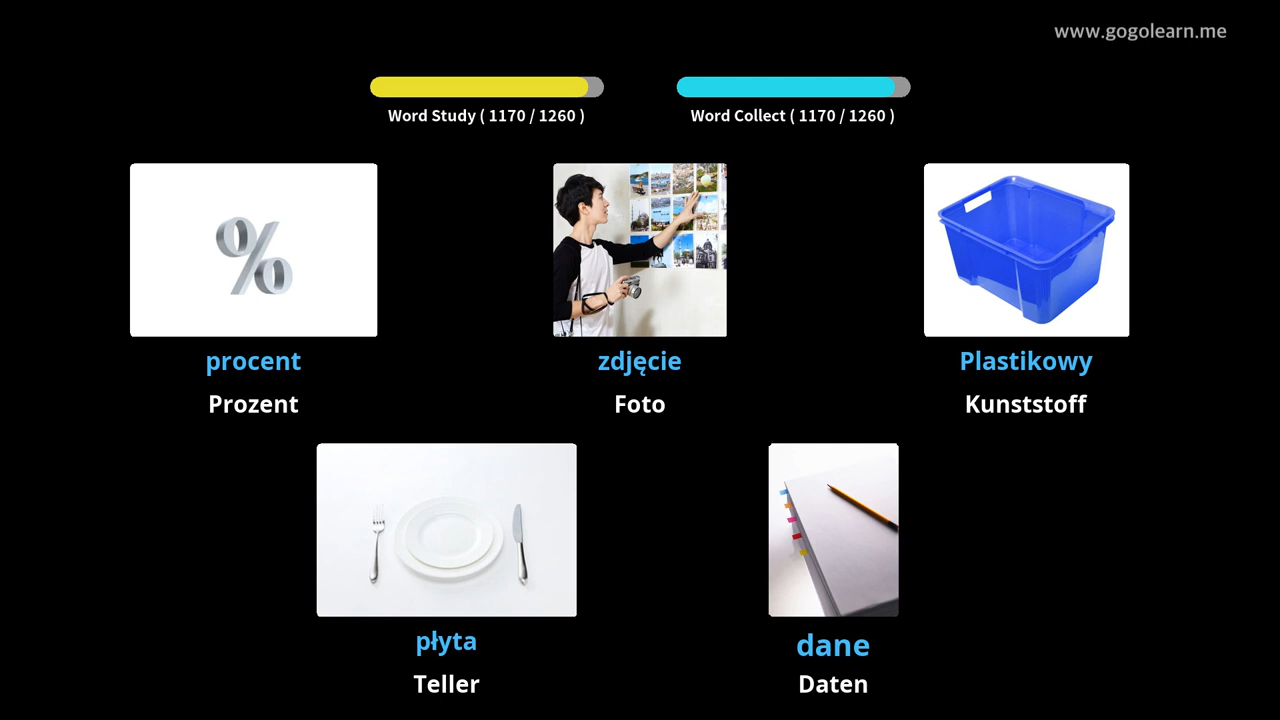 www.gogolearn.me
Word Study ( 1170 / 1260 )
Word Collect ( 1170 / 1260 )
procent
zdjęcie
Plastikowy
Prozent
Foto
Kunststoff
płyta
dane
Teller
Daten